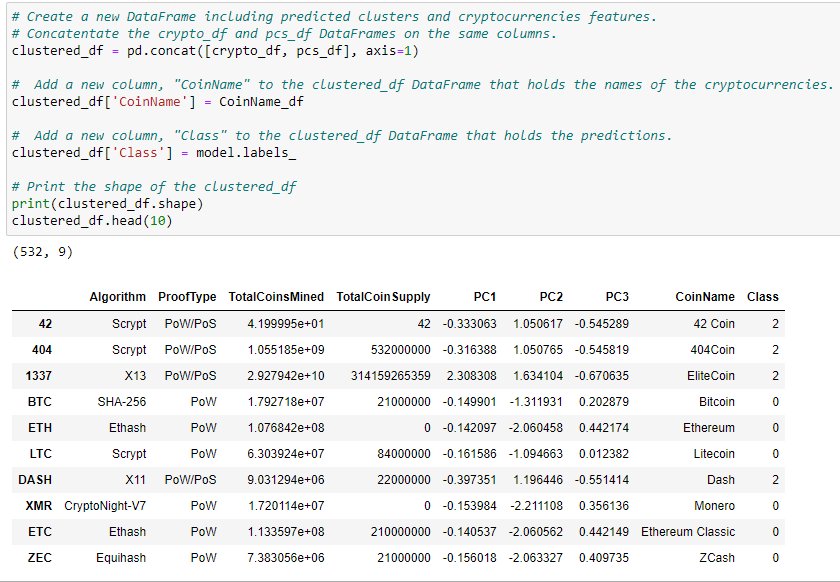 # Create a new DataFrame including predicted clusters and cryptocurrencies features.
# Concatentate the crypto_df and pcs_df DataFrames on the same columns.
clustered_df = pd.concat([crypto_df, pcs_df], axis=1)
#  Add a new column, "CoinName" to the clustered_df DataFrame that holds the names of the cryptocurrencies.
clustered_df['CoinName'] = CoinName_df
#  Add a new column, "Class" to the clustered_df DataFrame that holds the predictions.
clustered_df['Class'] = model.labels_
# Print the shape of the clustered_df
print(clustered_df.shape)
clustered_df.head(10)
(532, 9)
Algorithm ProofType TotalCoinsMined TotalCoinSupply PC1 PC2 PC3 CoinName Class
42 Scrypt PoW/PoS 4.199995e+01 42 -0.333063 1.050617 -0.545289 42 Coin 2
404 Scrypt PoW/PoS 1.055185e+09 532000000 -0.316388 1.050765 -0.545819 404Coin 2
1337 X13 PoW/PoS 2.927942e+10 314159265359 2.308308 1.634104 -0.670635 EliteCoin 2
BTC SHA-256 PoW 1.792718e+07 21000000 -0.149901 -1.311931 0.202879 Bitcoin 0
ETH Ethash PoW 1.076842e+08 0 -0.142097 -2.060458 0.442174 Ethereum 0
LTC Scrypt PoW 6.303924e+07 84000000 -0.161586 -1.094663 0.012382 Litecoin 0
DASH X11 PoW/PoS 9.031294e+06 22000000 -0.397351 1.196446 -0.551414 Dash 2
XMR CryptoNight-V7 PoW 1.720114e+07 0 -0.153984 -2.211108 0.356136 Monero 0
ETC Ethash PoW 1.133597e+08 210000000 -0.140537 -2.060562 0.442149 Ethereum Classic 0
ZEC Equihash PoW 7.383056e+06 21000000 -0.156018 -2.063327 0.409735 ZCash 0